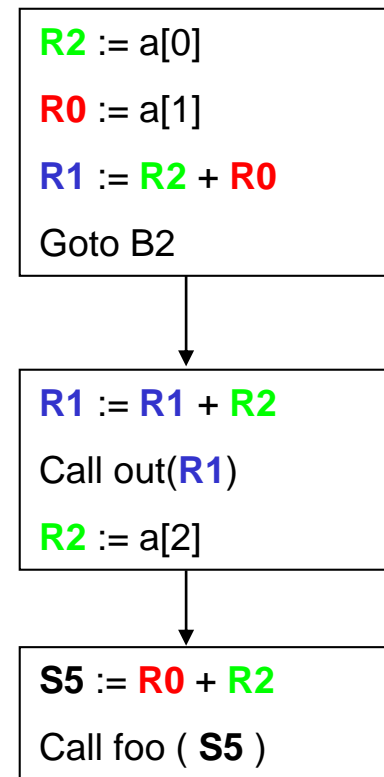 R2 := a[0]
R0 := a[1]
R1 := R2 + R0
Goto B2
R1 := R1 + R2
Call out(R1)
R2 := a[2]
S5 := R0 + R2
Call foo ( S5 )